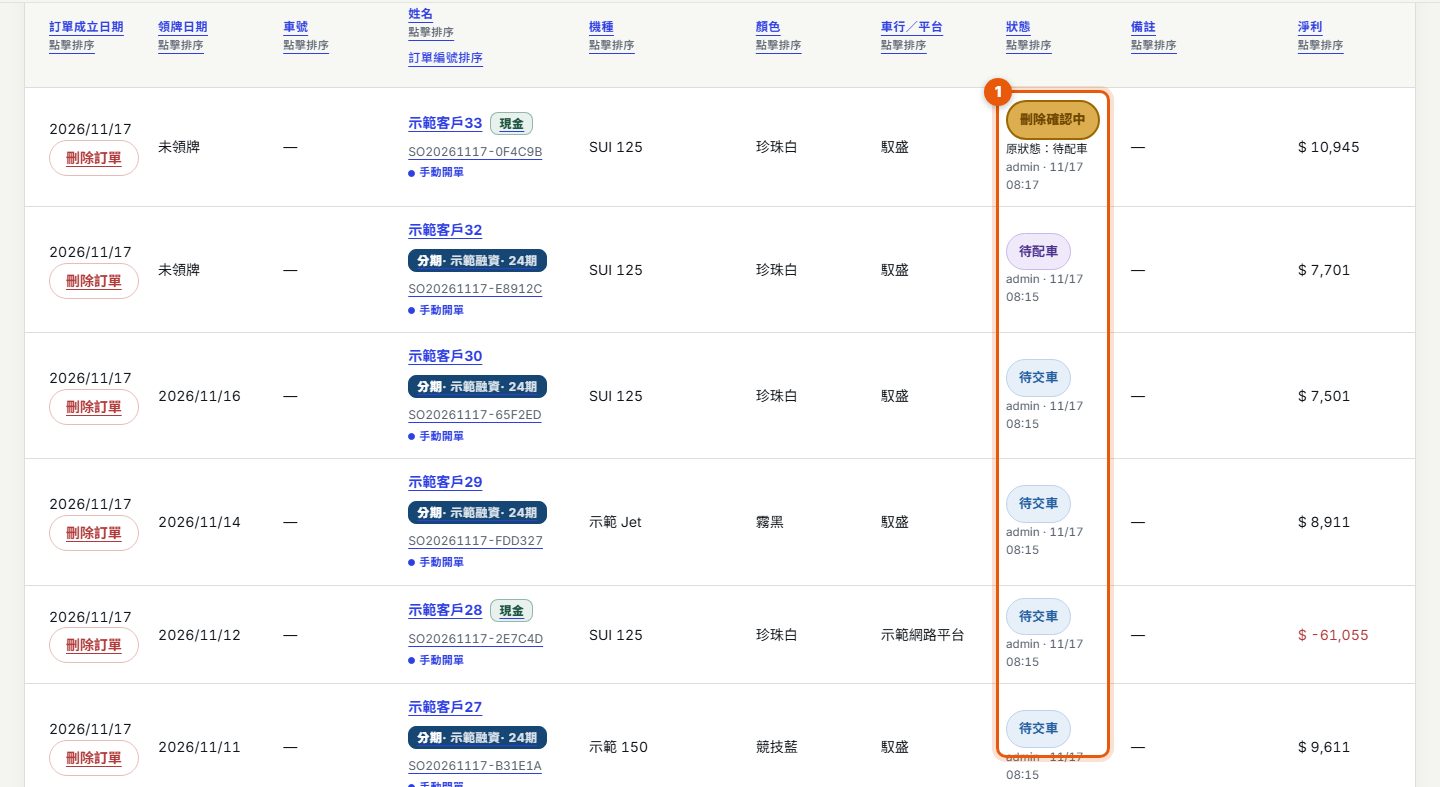 訂單成立日期 領牌日期 車號 姓名 機種 顏色 車行／平台 狀態 備註 淨利
點擊排序 點擊排序 點擊排序 點擊排序 點擊排序 點擊排序 點擊排序 點擊排序 點擊排序 點擊排序
訂單編號排序
1
2026/11/17
刪除訂單
未領牌
—
示範客戶33 現金
SO20261117-0F4C9B
手動開單
SUI 125
珍珠白
馭盛
刪除確認中
原狀態：待配車
admin · 11/17
08:17
—
$ 10,945
2026/11/17
刪除訂單
未領牌
—
示範客戶32
分期· 示範融資· 24期
SO20261117-E8912C
手動開單
SUI 125
珍珠白
馭盛
待配車
admin · 11/17
08:15
—
$ 7,701
2026/11/17
刪除訂單
2026/11/16
—
示範客戶30
分期· 示範融資· 24期
SO20261117-65F2ED
手動開單
SUI 125
珍珠白
馭盛
待交車
admin · 11/17
08:15
—
$ 7,501
2026/11/17
刪除訂單
2026/11/14
—
示範客戶29
分期· 示範融資· 24期
SO20261117-FDD327
手動開單
示範 Jet
霧黑
馭盛
待交車
admin · 11/17
08:15
—
$ 8,911
2026/11/17
刪除訂單
2026/11/12
—
示範客戶28 現金
SO20261117-2E7C4D
手動開單
SUI 125
珍珠白
示範網路平台
待交車
admin · 11/17
08:15
—
$ -61,055
2026/11/17
刪除訂單
2026/11/11
—
示範客戶27
分期· 示範融資· 24期
SO20261117-B31E1A
手動開單
示範 150
競技藍
馭盛
待交車
admin · 11/17
08:15
—
$ 9,611